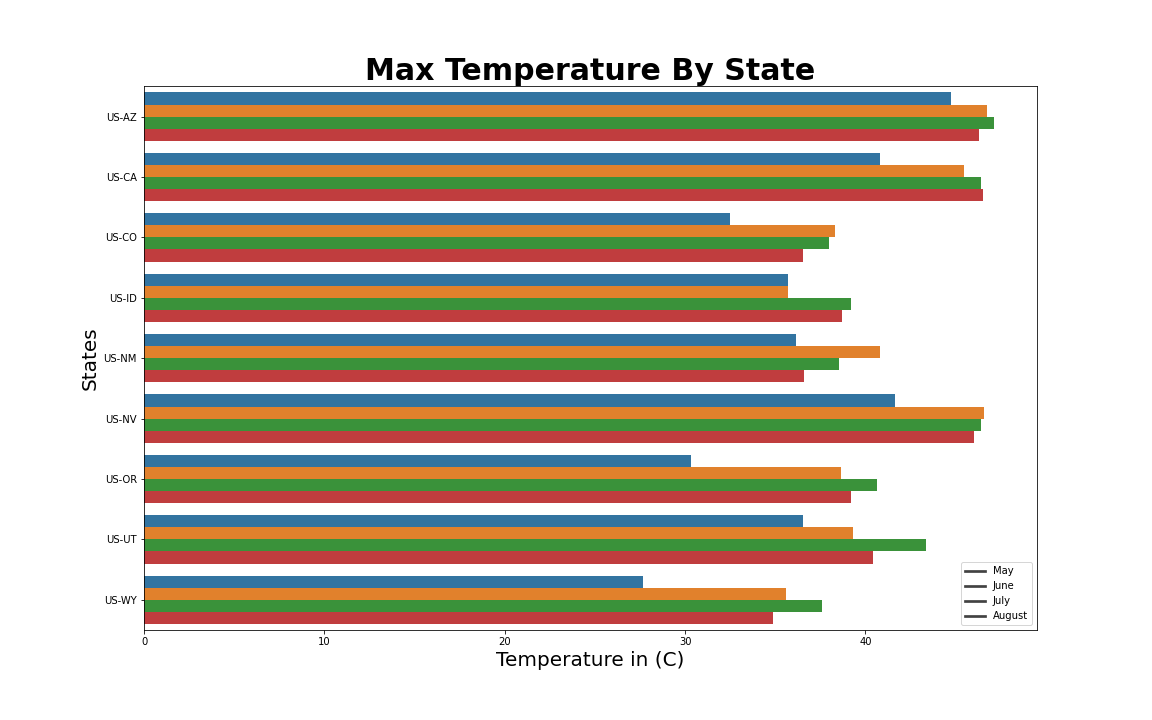 Max Temperature By State
States
US-AZ
US-CA
US-CO
US-ID
US-NM
US-NV
US-OR
US-UT
US-WY
May
June
July
August
0 10 20 30 40
Temperature in (C)